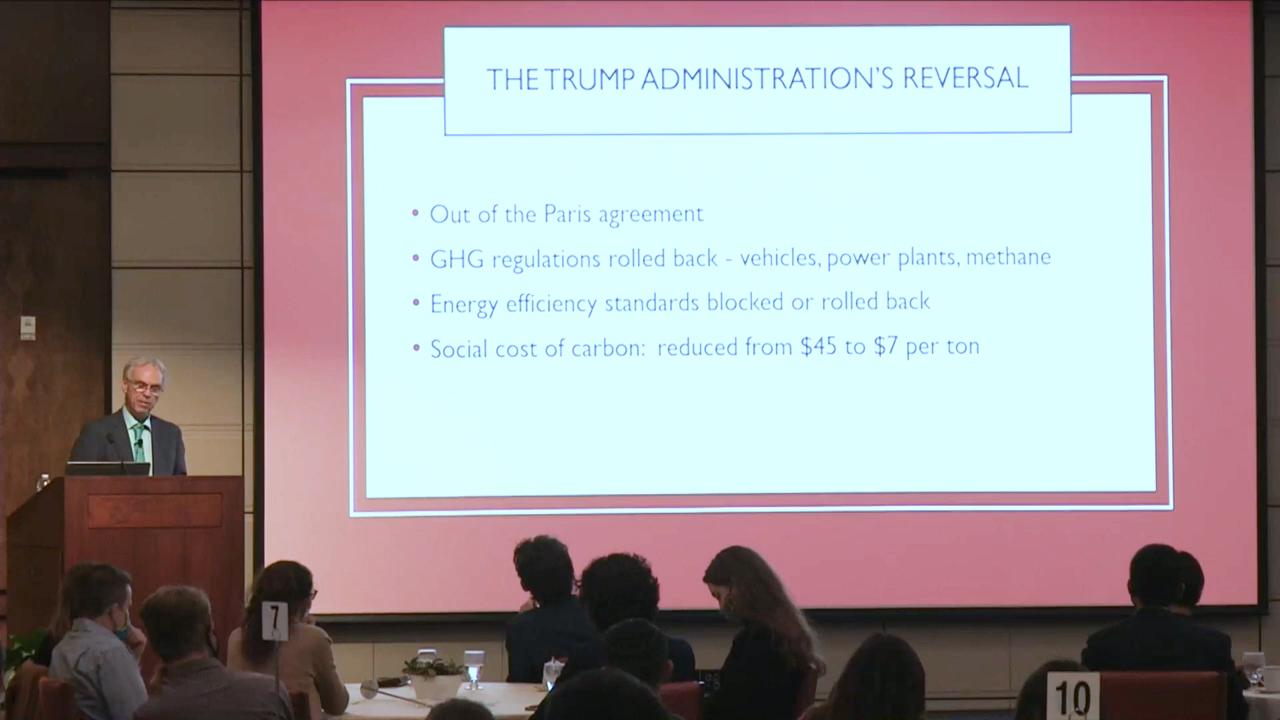 THE TRUMP ADMINISTRATION'S REVERSAL
• Out of the Paris agreement
• GHG regulations rolled back - vehicles, power plants, methane
• Energy efficiency standards blocked or rolled back
• Social cost of carbon: reduced from $45 to $7 per ton
7
10